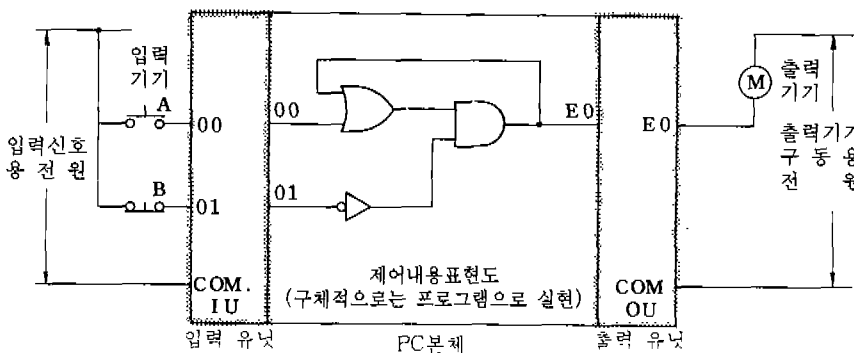 입력
기기
A
00
입력신호
용 전 원
B
01
COM.
IU
입력 유닛
00
01
E0
제어내용표현도
(구체적으로는 프로그램으로 실현)
PC본체
E0
COM
OU
출력 유닛
M
출력
기기
출력기기
구 동 용
전 원